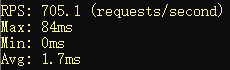 RPS: 705.1 (requests/second)
Max: 84ms
Min: 0ms
Avg: 1.7ms